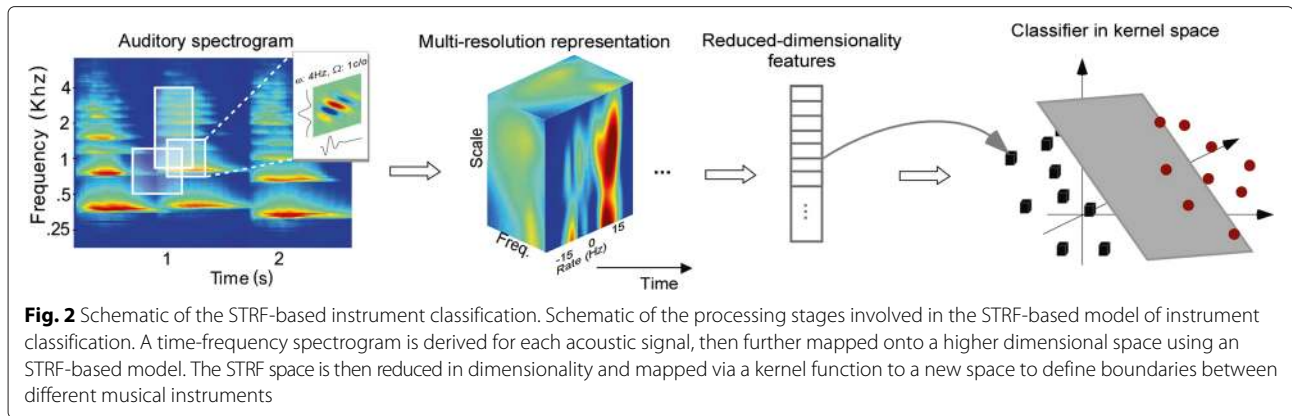 Auditory spectrogram
Multi-resolution representation
Reduced-dimensionality
features
Classifier in kernel space
ω: 4Hz, Ω: 1c/o
Frequency (Khz)
4
2
1
.5
.25
1
2
Time (s)
Scale
Freq.
-15
0
15
Rate (Hz)
Time
...
Fig. 2 Schematic of the STRF-based instrument classification. Schematic of the processing stages involved in the STRF-based model of instrument
classification. A time-frequency spectrogram is derived for each acoustic signal, then further mapped onto a higher dimensional space using an
STRF-based model. The STRF space is then reduced in dimensionality and mapped via a kernel function to a new space to define boundaries between
different musical instruments